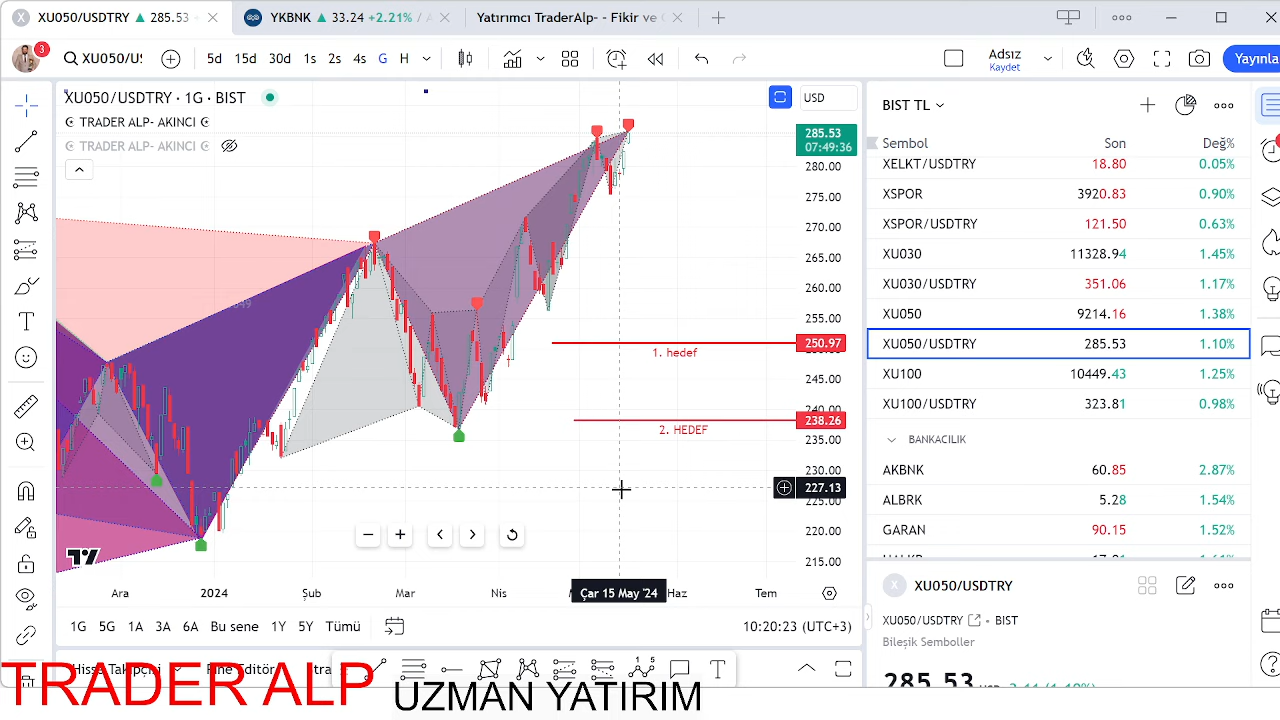 XU050/USDTRY ▲ 285.53
YKBNK ▲ 33.24 +2.21% /
Yatırımcı TraderAlp- - Fikir ve
3
XU050/US
5d 15d 30d 1s 2s 4s G H
Adsız
Kaydet
Yayınla
XU050/USDTRY · 1G · BIST
TRADER ALP- AKINCI
TRADER ALP- AKINCI
USD
285.53
07:49:36
280.00
275.00
270.00
265.00
260.00
255.00
250.97
1. hedef
245.00
240.00
238.26
2. HEDEF
235.00
230.00
227.13
220.00
215.00
Ara 2024 Şub Mar Nis Çar 15 May '24 Haz Tem
1G 5G 1A 3A 6A Bu sene 1Y 5Y Tümü
10:20:23 (UTC+3)
BIST TL
Sembol Son Değ%
XELKT/USDTRY 18.80 0.05%
XSPOR 3920.83 0.90%
XSPOR/USDTRY 121.50 0.63%
XU030 11328.94 1.45%
XU030/USDTRY 351.06 1.17%
XU050 9214.16 1.38%
XU050/USDTRY 285.53 1.10%
XU100 10449.43 1.25%
XU100/USDTRY 323.81 0.98%
BANKACILIK
AKBNK 60.85 2.87%
ALBRK 5.28 1.54%
GARAN 90.15 1.52%
XU050/USDTRY
XU050/USDTRY • BIST
Bileşik Semboller
285.53
TRADER ALP UZMAN YATIRIM